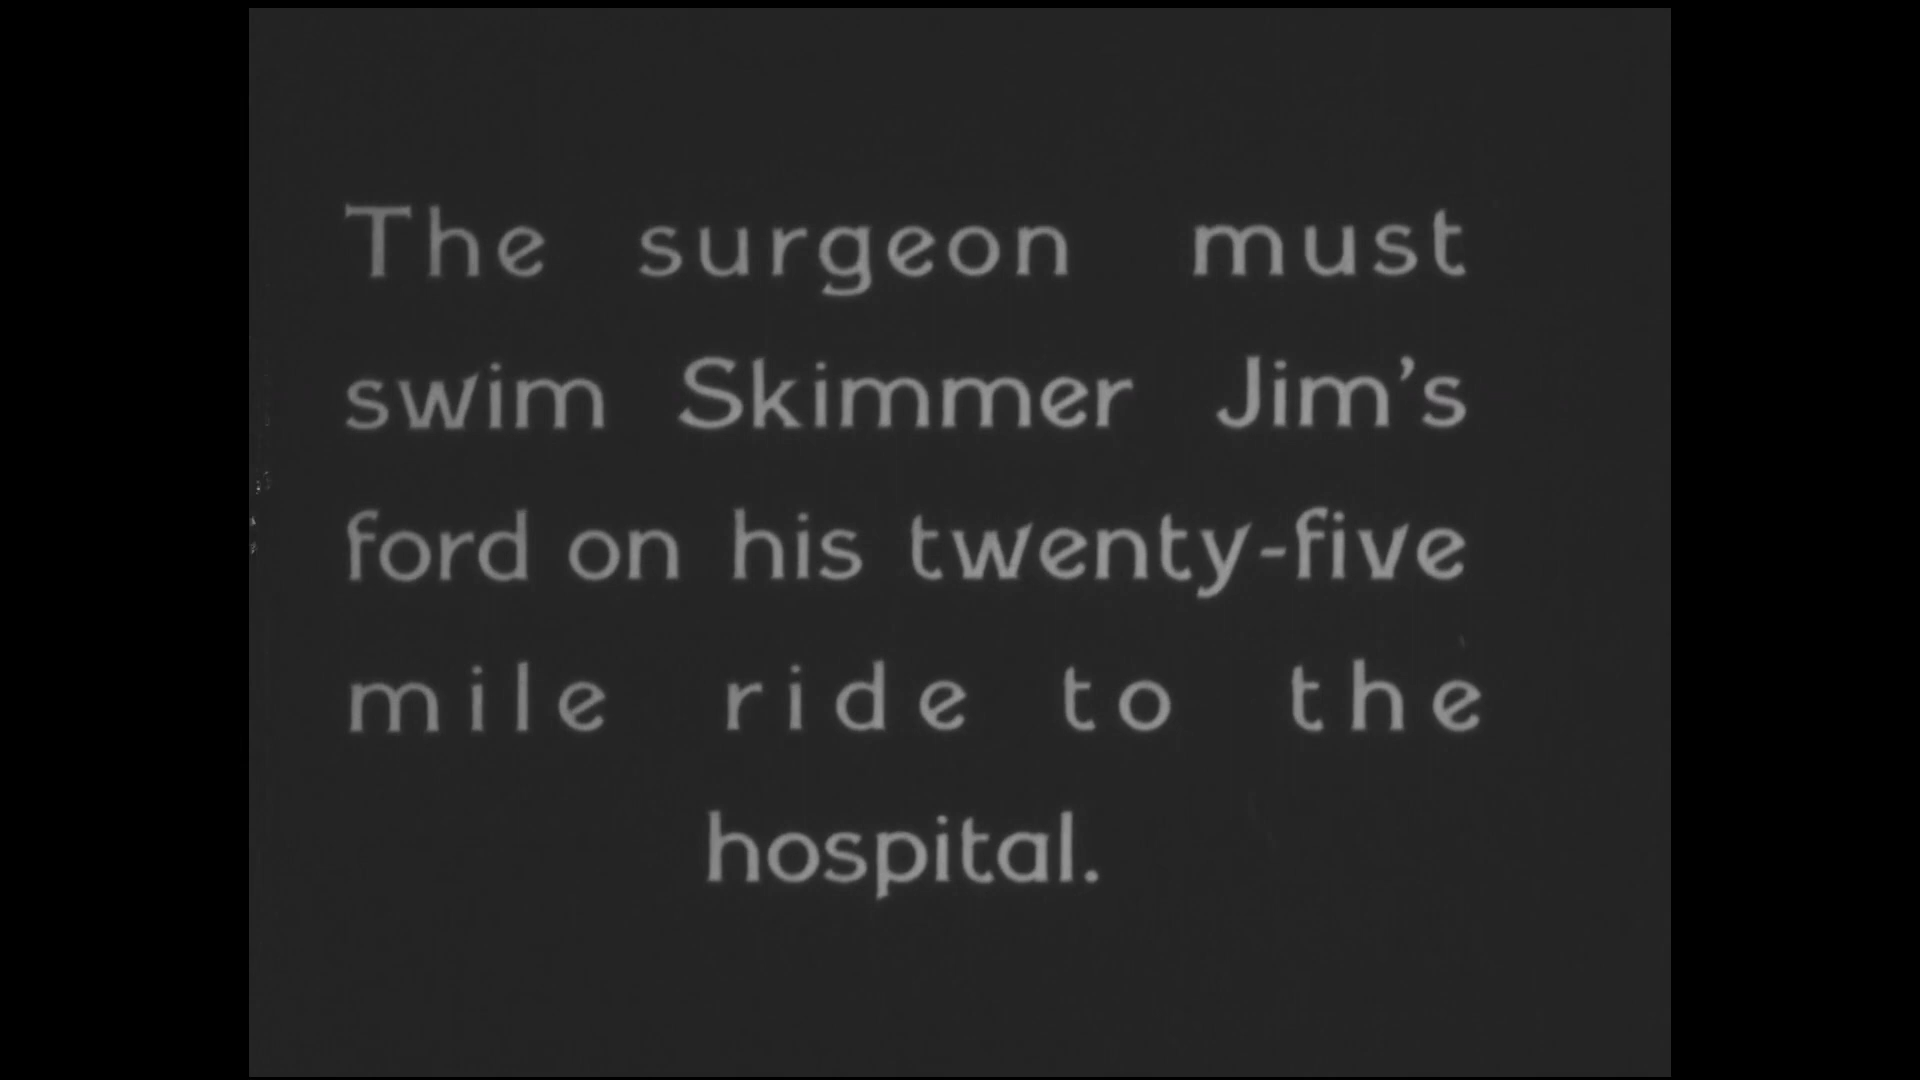 The surgeon must
swim Skimmer Jim's
ford on his twenty-five
mile ride to the
hospital.